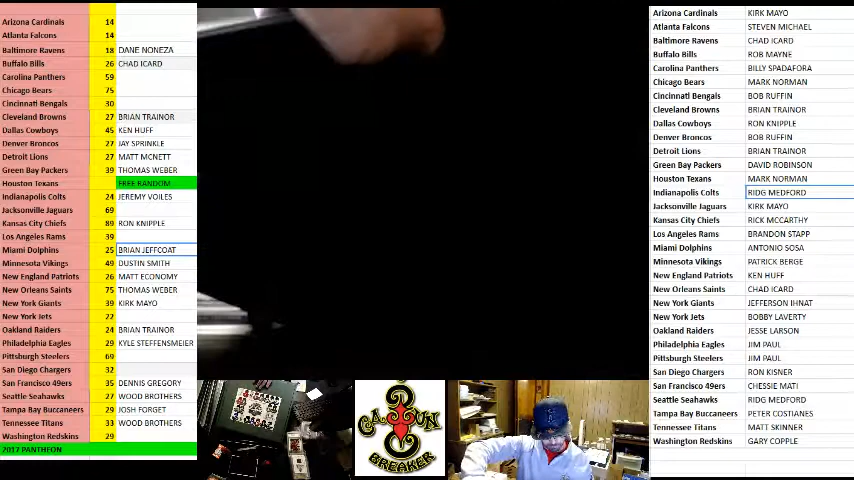 Arizona Cardinals 14
Atlanta Falcons 14
Baltimore Ravens 18 DANE NONEZA
Buffalo Bills 26 CHAD ICARD
Carolina Panthers 59
Chicago Bears 75
Cincinnati Bengals 30
Cleveland Browns 27 BRIAN TRAINOR
Dallas Cowboys 45 KEN HUFF
Denver Broncos 27 JAY SPRINKLE
Detroit Lions 27 MATT MCNETT
Green Bay Packers 39 THOMAS WEBER
Houston Texans FREE RANDOM
Indianapolis Colts 24 JEREMY VOILES
Jacksonville Jaguars 69
Kansas City Chiefs 89 RON KNIPPLE
Los Angeles Rams 39
Miami Dolphins 25 BRIAN JEFFCOAT
Minnesota Vikings 49 DUSTIN SMITH
New England Patriots 26 MATT ECONOMY
New Orleans Saints 75 THOMAS WEBER
New York Giants 39 KIRK MAYO
New York Jets 22
Oakland Raiders 24 BRIAN TRAINOR
Philadelphia Eagles 29 KYLE STEFFENSMEIER
Pittsburgh Steelers 69
San Diego Chargers 32
San Francisco 49ers 35 DENNIS GREGORY
Seattle Seahawks 27 WOOD BROTHERS
Tampa Bay Buccaneers 29 JOSH FORGET
Tennessee Titans 33 WOOD BROTHERS
Washington Redskins 29
2017 PANTHEON
CAJUN
BREAKER
Arizona Cardinals KIRK MAYO
Atlanta Falcons STEVEN MICHAEL
Baltimore Ravens CHAD ICARD
Buffalo Bills ROB MAYNE
Carolina Panthers BILLY SPADAFORA
Chicago Bears MARK NORMAN
Cincinnati Bengals BOB RUFFIN
Cleveland Browns BRIAN TRAINOR
Dallas Cowboys RON KNIPPLE
Denver Broncos BOB RUFFIN
Detroit Lions BRIAN TRAINOR
Green Bay Packers DAVID ROBINSON
Houston Texans MARK NORMAN
Indianapolis Colts RIDG MEDFORD
Jacksonville Jaguars KIRK MAYO
Kansas City Chiefs RICK MCCARTHY
Los Angeles Rams BRANDON STAPP
Miami Dolphins ANTONIO SOSA
Minnesota Vikings PATRICK BERGE
New England Patriots KEN HUFF
New Orleans Saints CHAD ICARD
New York Giants JEFFERSON IHNAT
New York Jets BOBBY LAVERTY
Oakland Raiders JESSE LARSON
Philadelphia Eagles JIM PAUL
Pittsburgh Steelers JIM PAUL
San Diego Chargers RON KISNER
San Francisco 49ers CHESSIE MATI
Seattle Seahawks RIDG MEDFORD
Tampa Bay Buccaneers PETER COSTIANES
Tennessee Titans MATT SKINNER
Washington Redskins GARY COPPLE